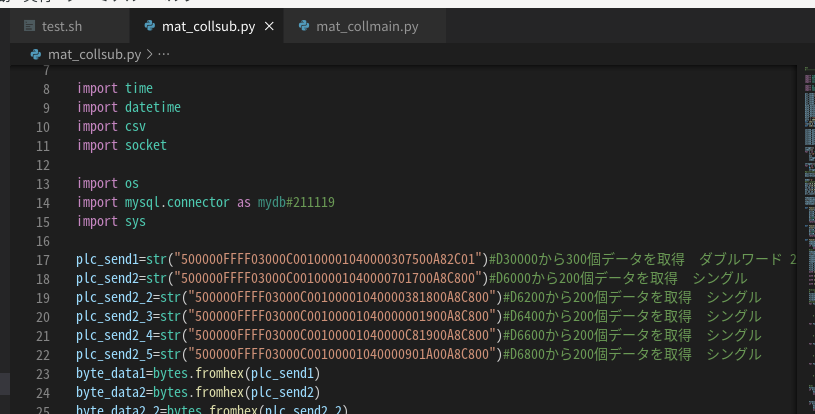 test.sh
mat_collsub.py ×
mat_collmain.py
mat_collsub.py > ...
7
8 import time
9 import datetime
10 import csv
11 import socket
12
13 import os
14 import mysql.connector as mydb#211119
15 import sys
16
17 plc_send1=str("500000FFFF03000C00100001040000307500A82C01")#D30000から300個データを取得 ダブルワード 2
18 plc_send2=str("500000FFFF03000C00100001040000701700A8C800")#D6000から200個データを取得 シングル
19 plc_send2_2=str("500000FFFF03000C00100001040000381800A8C800")#D6200から200個データを取得 シングル
20 plc_send2_3=str("500000FFFF03000C00100001040000001900A8C800")#D6400から200個データを取得 シングル
21 plc_send2_4=str("500000FFFF03000C00100001040000C81900A8C800")#D6600から200個データを取得 シングル
22 plc_send2_5=str("500000FFFF03000C00100001040000901A00A8C800")#D6800から200個データを取得 シングル
23 byte_data1=bytes.fromhex(plc_send1)
24 byte_data2=bytes.fromhex(plc_send2)
25 byte_data2_2=bytes.fromhex(plc_send2_2)